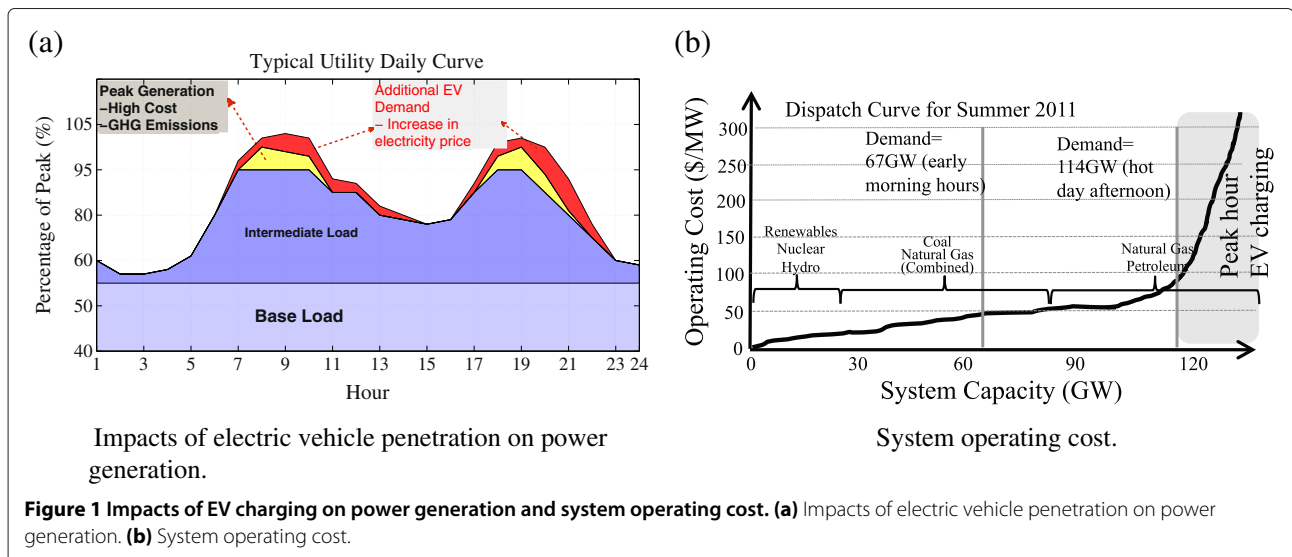 (a)
Typical Utility Daily Curve
Peak Generation
–High Cost
–GHG Emissions
Additional EV
Demand
– Increase in
electricity price
Intermediate Load
Base Load
Percentage of Peak (%)
105
95
80
60
60
40
1 3 5 7 9 11 13 15 17 19 21 23 24
Hour
Impacts of electric vehicle penetration on power
generation.
(b)
Dispatch Curve for Summer 2011
Demand=
67GW (early
morning hours)
Demand=
114GW (hot
day afternoon)
Renewables
Nuclear
Hydro
Coal
Natural Gas
(Combined)
Natural Gas
Petroleum
Peak hour
EV charging
Operating Cost ($/MW)
300
250
200
150
100
50
0
0 30 60 90 120
System Capacity (GW)
System operating cost.
Figure 1 Impacts of EV charging on power generation and system operating cost. (a) Impacts of electric vehicle penetration on power
generation. (b) System operating cost.